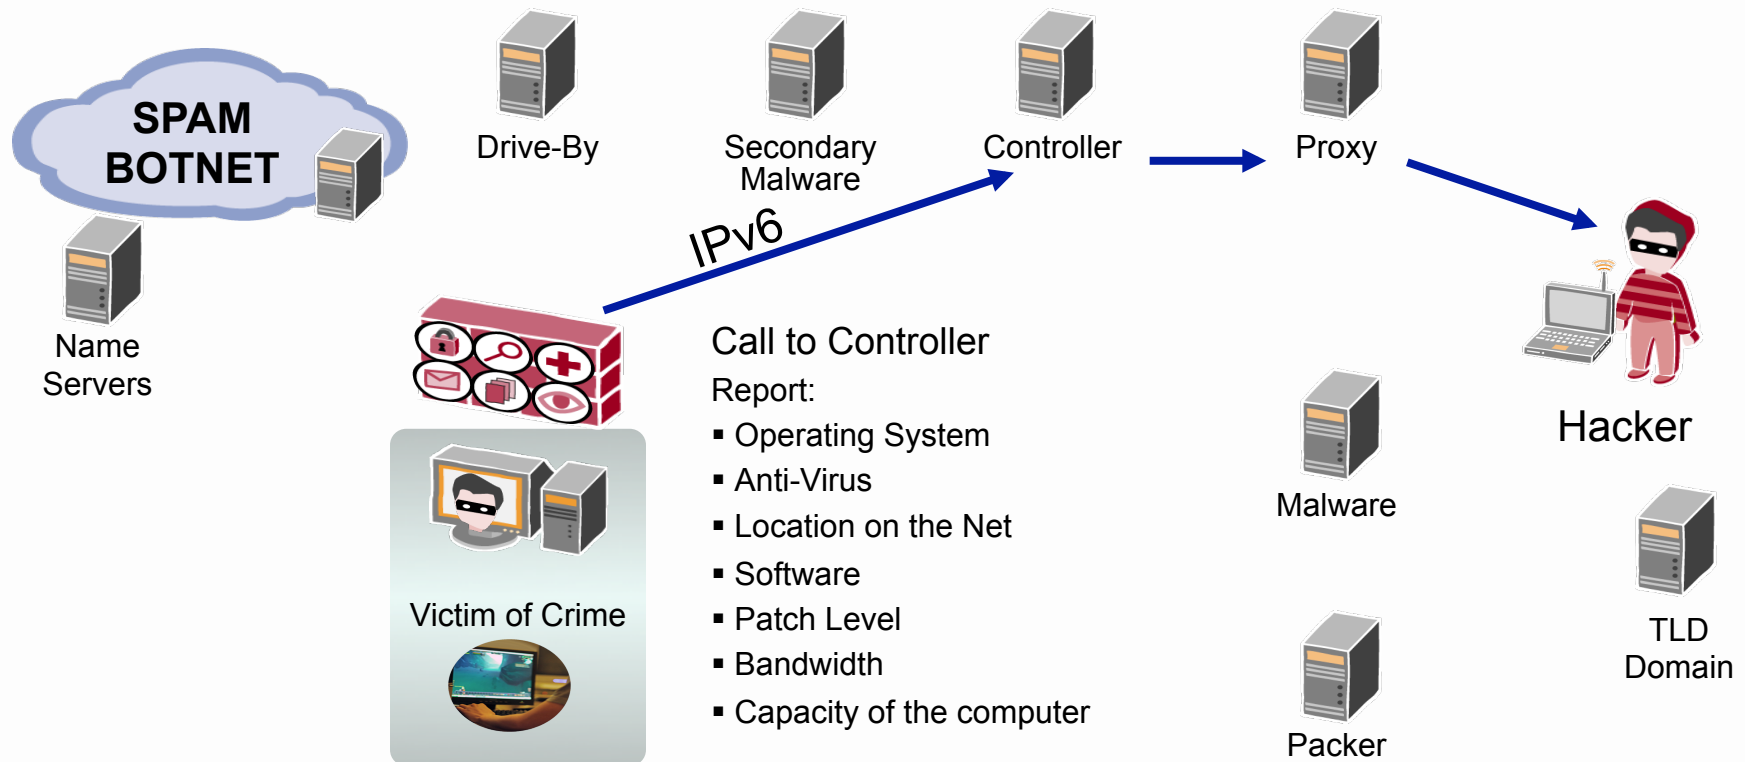 SPAM
BOTNET
Drive-By
Secondary
Malware
Controller
Proxy
IPv6
Name
Servers
Call to Controller
Report:
▪ Operating System
▪ Anti-Virus
▪ Location on the Net
▪ Software
▪ Patch Level
▪ Bandwidth
▪ Capacity of the computer
Victim of Crime
Hacker
Malware
TLD
Domain
Packer